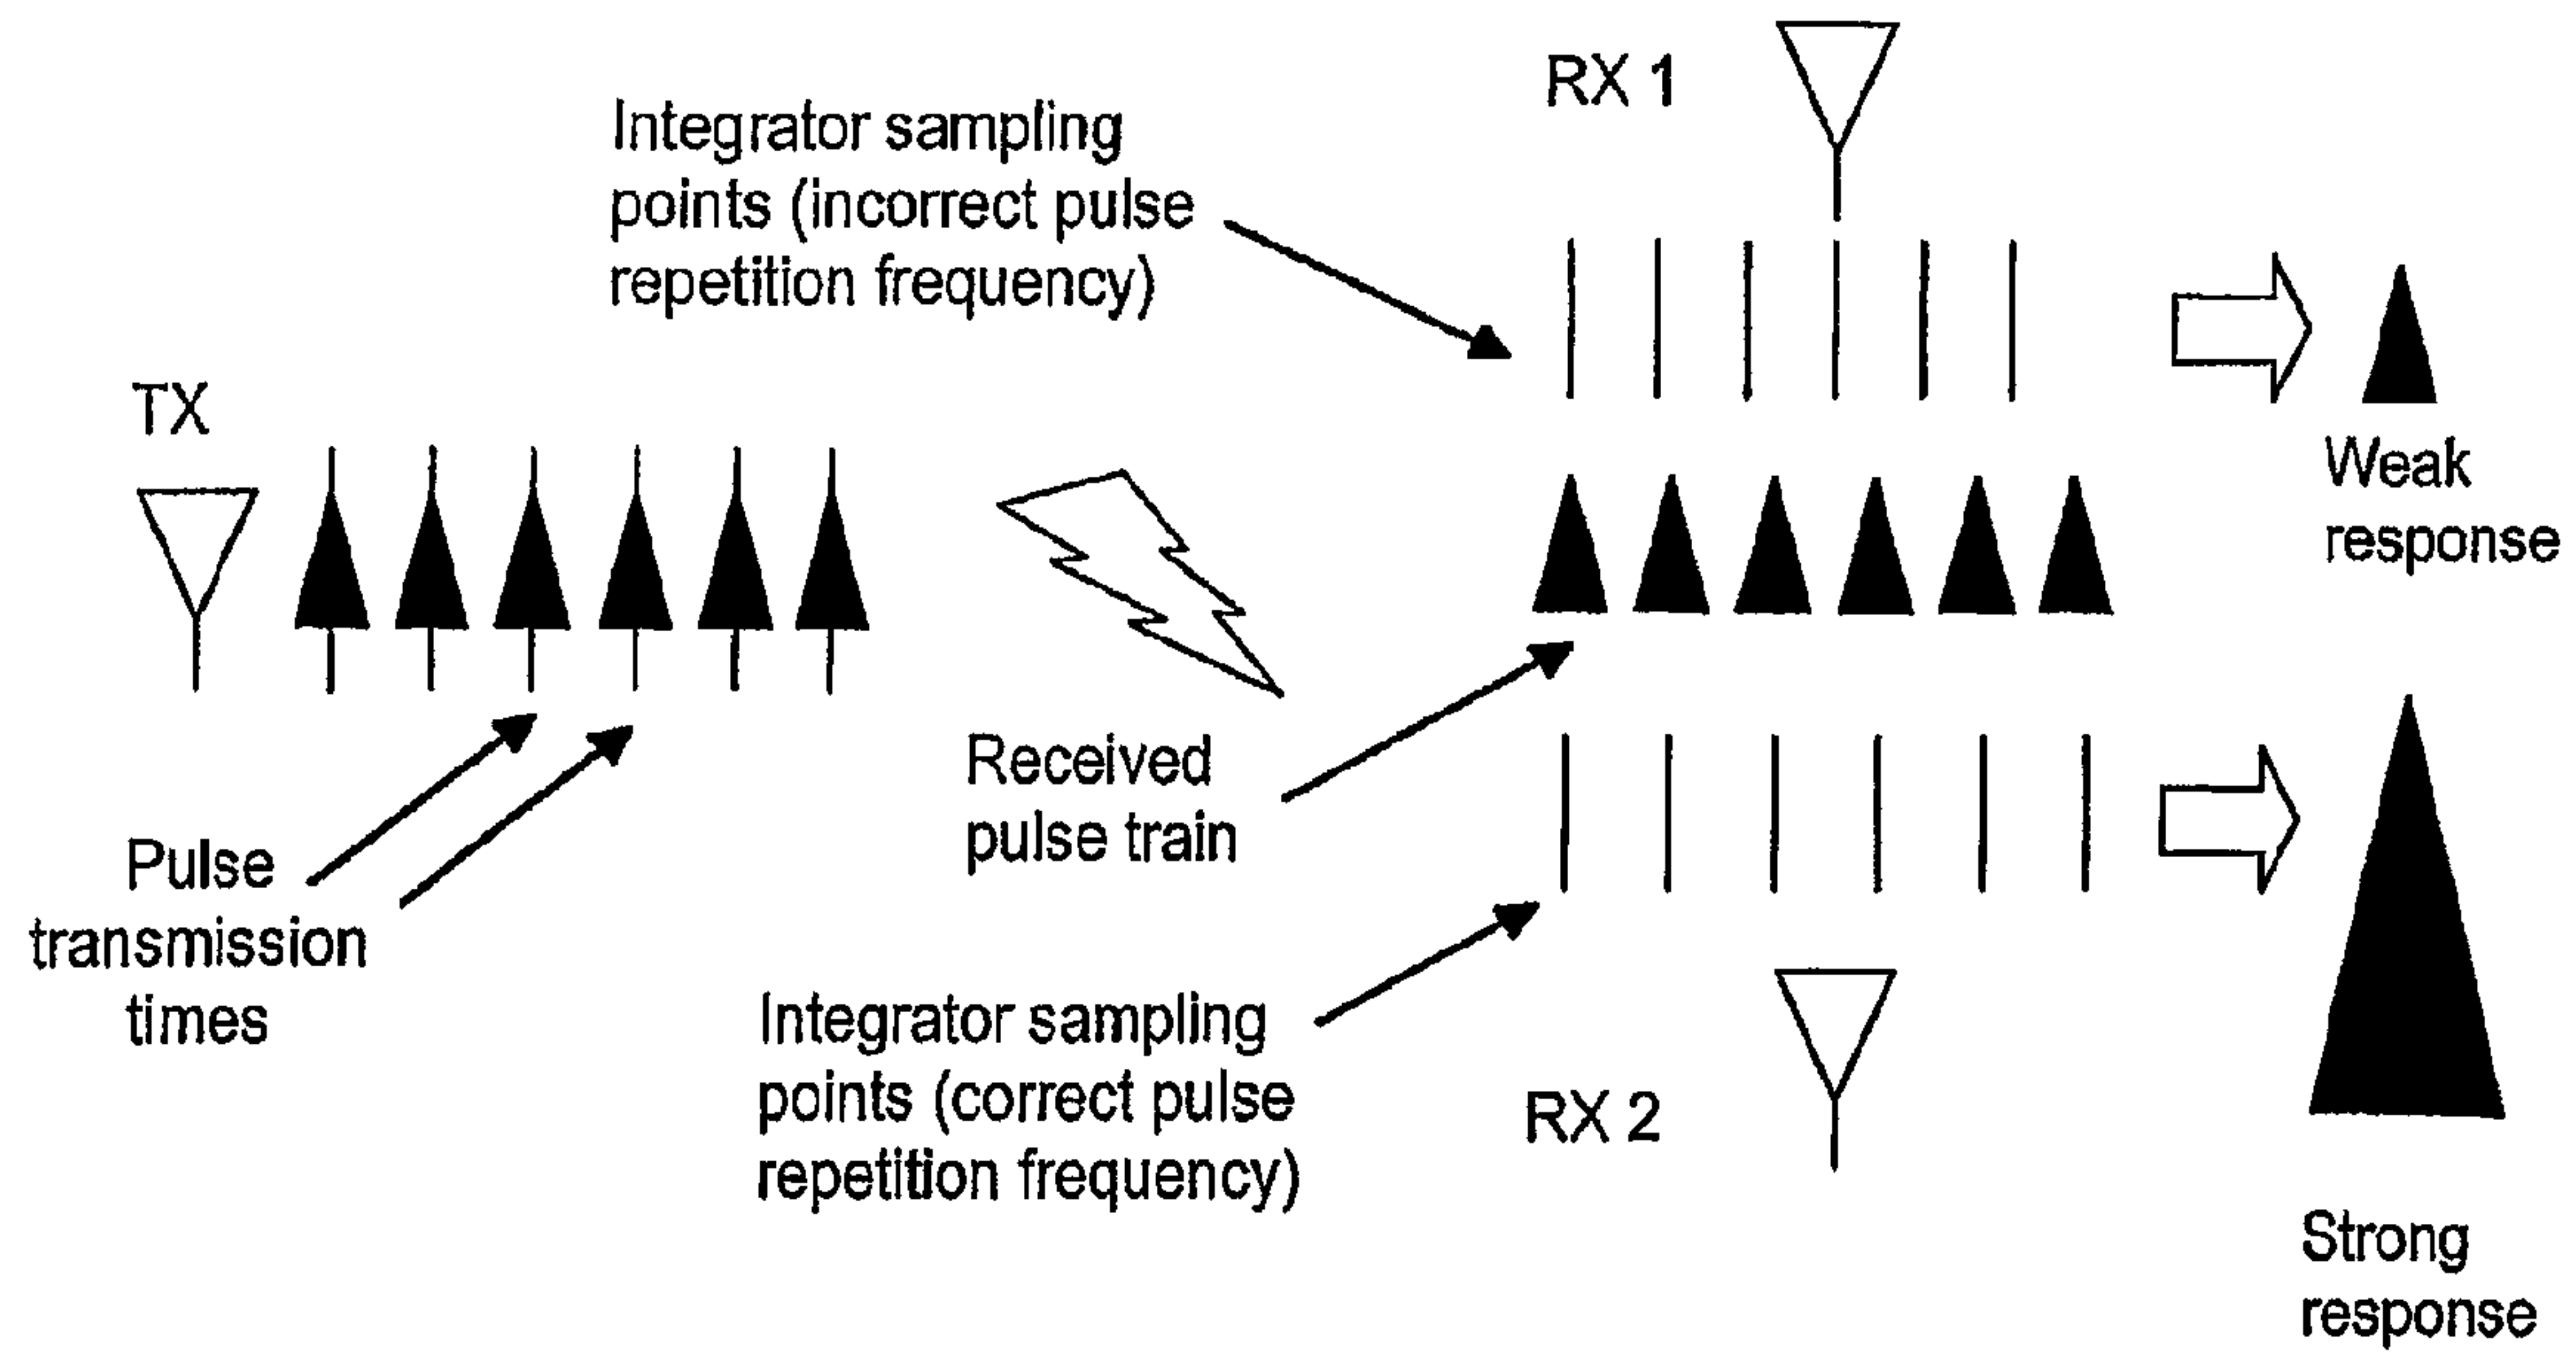 RX 1
Integrator sampling
points (incorrect pulse
repetition frequency)
TX
Weak
response
Received
pulse train
Pulse
transmission
times
Integrator sampling
points (correct pulse
repetition frequency)
RX 2
Strong
response